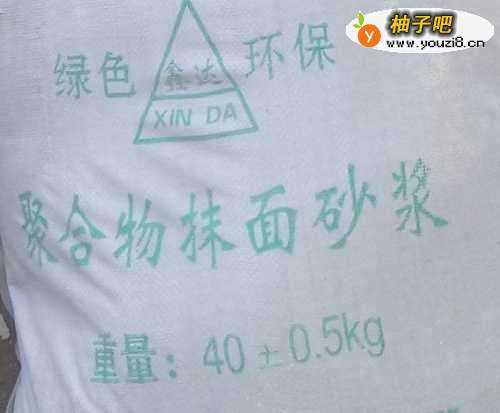 柚子吧
www.youzi8.cn
绿色 鑫达 环保
XIN DA
聚合物抹面砂浆
重量：40±0.5kg